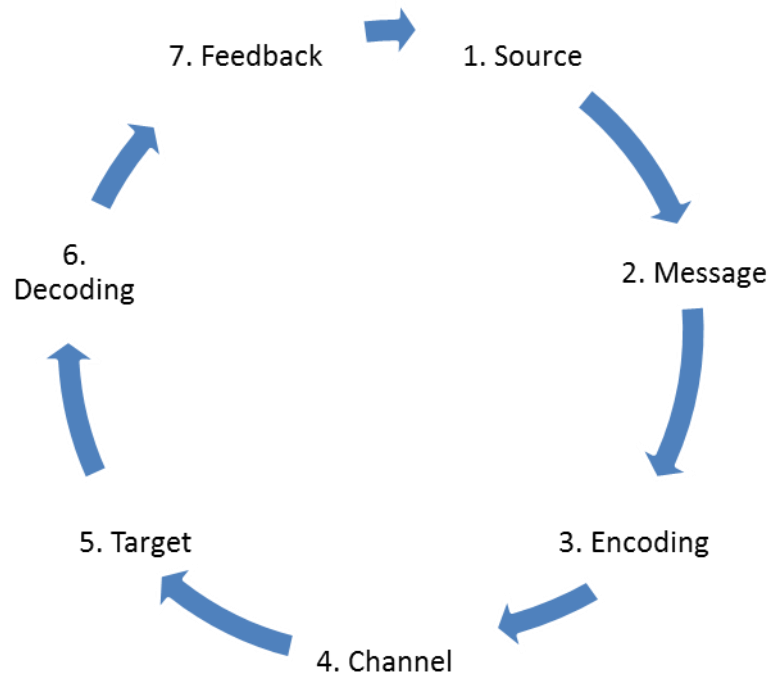 1. Source
2. Message
3. Encoding
4. Channel
5. Target
6.
Decoding
7. Feedback